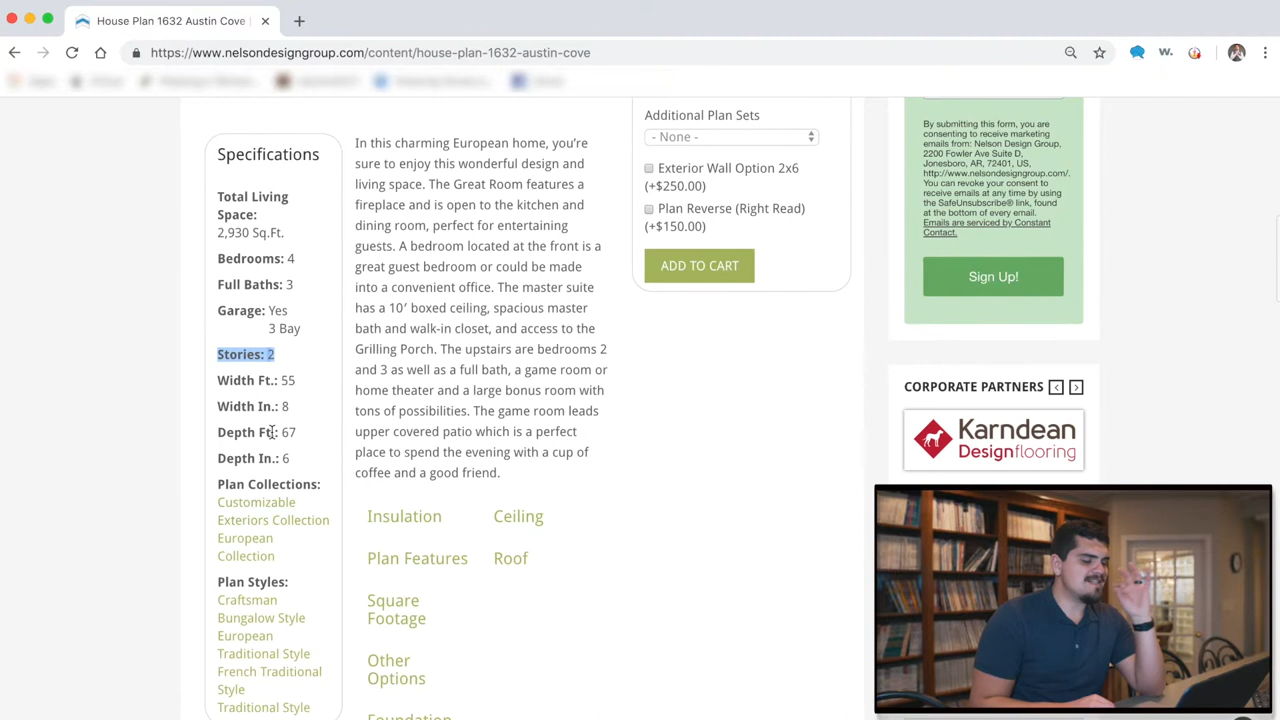 House Plan 1632 Austin Cove
https://www.nelsondesigngroup.com/content/house-plan-1632-austin-cove
Specifications
Total Living
Space:
2,930 Sq.Ft.
Bedrooms: 4
Full Baths: 3
Garage: Yes
3 Bay
Stories: 2
Width Ft.: 55
Width In.: 8
Depth Ft.: 67
Depth In.: 6
Plan Collections:
Customizable
Exteriors Collection
European
Collection
Plan Styles:
Craftsman
Bungalow Style
European
Traditional Style
French Traditional
Style
Traditional Style
In this charming European home, you’re
sure to enjoy this wonderful design and
living space. The Great Room features a
fireplace and is open to the kitchen and
dining room, perfect for entertaining
guests. A bedroom located at the front is a
great guest bedroom or could be made
into a convenient office. The master suite
has a 10’ boxed ceiling, spacious master
bath and walk-in closet, and access to the
Grilling Porch. The upstairs are bedrooms 2
and 3 as well as a full bath, a game room or
home theater and a large bonus room with
tons of possibilities. The game room leads
upper covered patio which is a perfect
place to spend the evening with a cup of
coffee and a good friend.
Insulation
Ceiling
Plan Features
Roof
Square
Footage
Other
Options
Foundation
Additional Plan Sets
- None -
Exterior Wall Option 2x6
(+$250.00)
Plan Reverse (Right Read)
(+$150.00)
ADD TO CART
By submitting this form, you are
consenting to receive marketing
emails from: Nelson Design Group,
2200 Fowler Ave Suite D,
Jonesboro, AR, 72401, US,
http://www.nelsondesigngroup.com/.
You can revoke your consent to
receive emails at any time by using
the SafeUnsubscribe® link, found
at the bottom of every email.
Emails are serviced by Constant
Contact.
Sign Up!
CORPORATE PARTNERS
Karndean
Designflooring